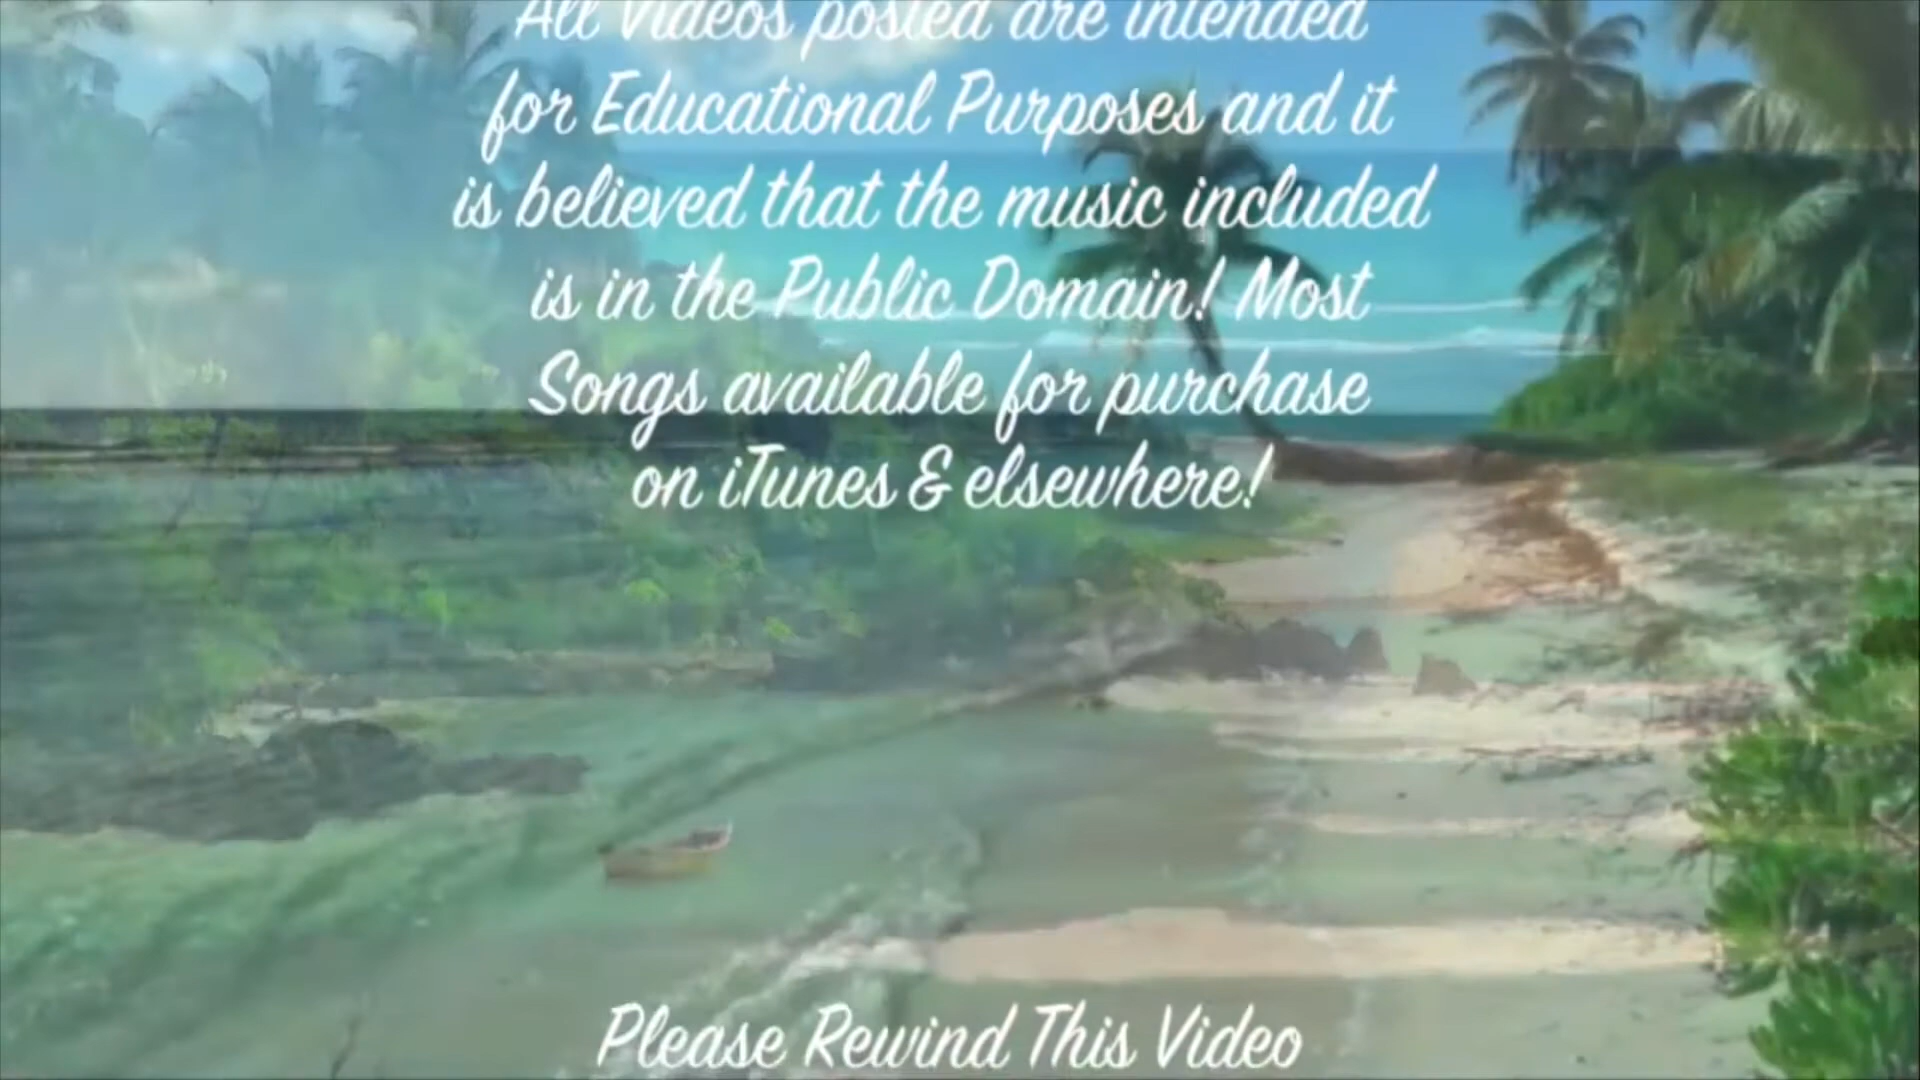 All Videos posted are intended
for Educational Purposes and it
is believed that the music included
is in the Public Domain! Most
Songs available for purchase
on iTunes & elsewhere!
Please Rewind This Video